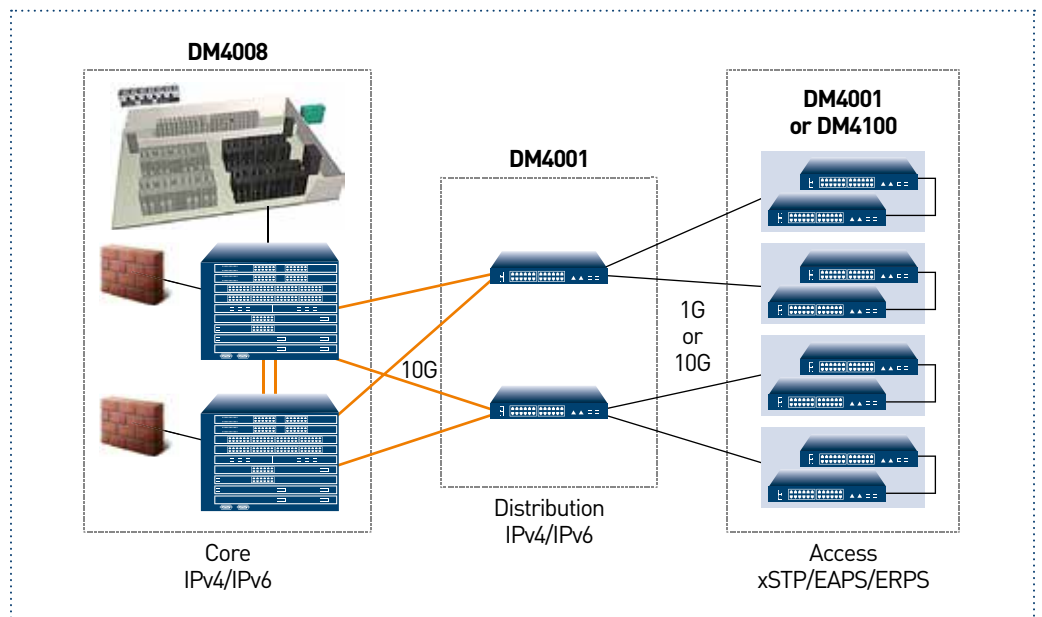 DM4008
DM4001
DM4001
or DM4100
10G
1G
or
10G
Core
IPv4/IPv6
Distribution
IPv4/IPv6
Access
xSTP/EAPS/ERPS